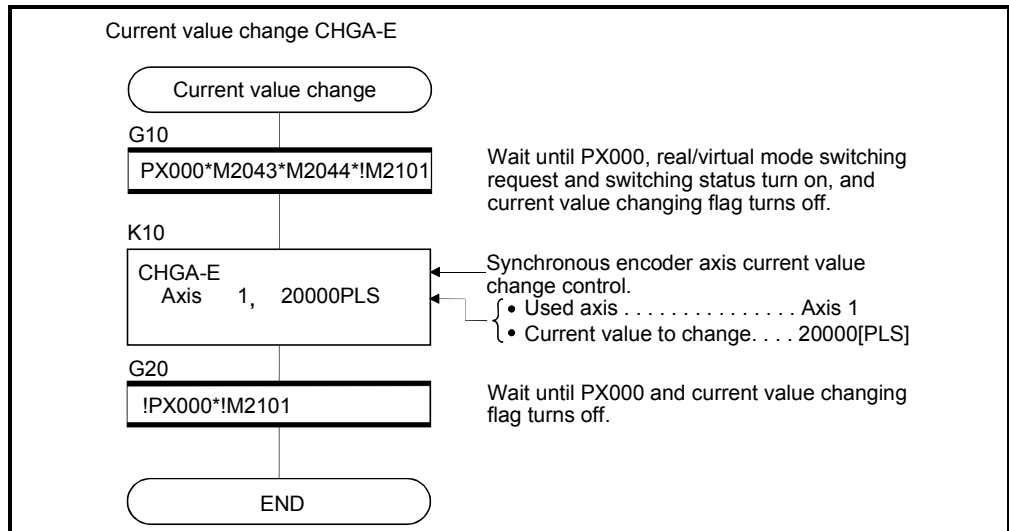 Current value change CHGA-E
Current value change
G10
PX000*M2043*M2044*!M2101
Wait until PX000, real/virtual mode switching
request and switching status turn on, and
current value changing flag turns off.
K10
CHGA-E
Axis 1, 20000PLS
Synchronous encoder axis current value
change control.
• Used axis . . . . . . . . . . . . . . . Axis 1
• Current value to change. . . . 20000[PLS]
G20
!PX000*!M2101
Wait until PX000 and current value changing
flag turns off.
END